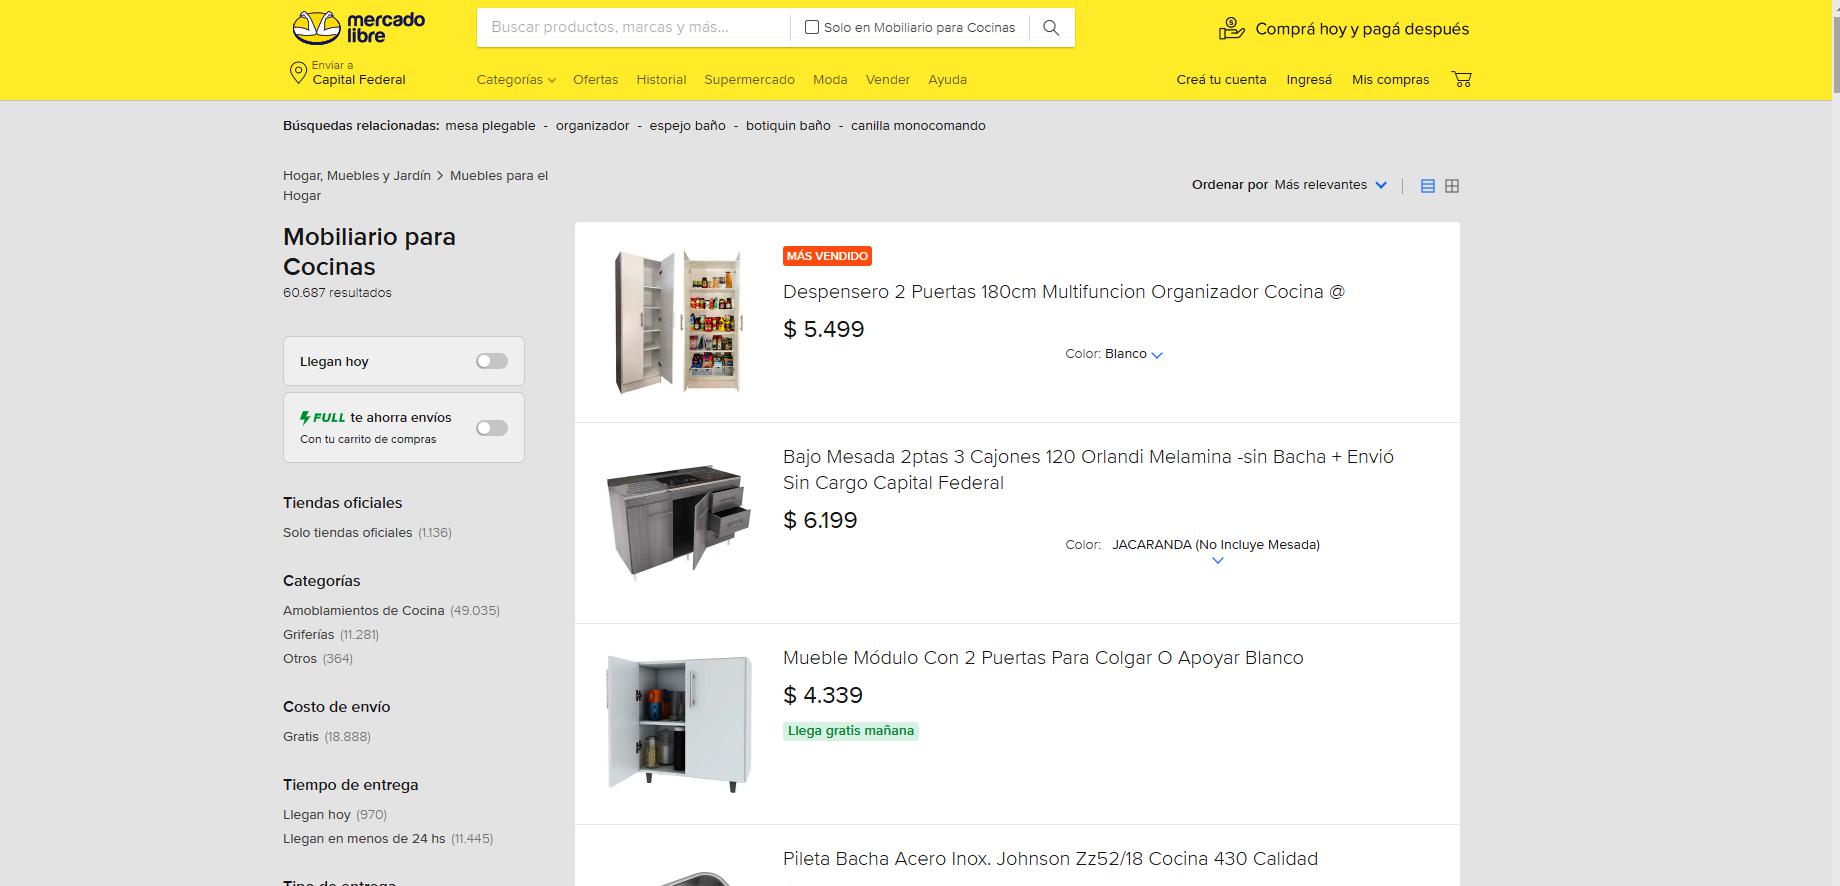 mercado
libre
Buscar productos, marcas y más...
Solo en Mobiliario para Cocinas
Comprá hoy y pagá después
Enviar a
Capital Federal
Categorías
Ofertas
Historial
Supermercado
Moda
Vender
Ayuda
Creá tu cuenta
Ingresá
Mis compras
Búsquedas relacionadas: mesa plegable - organizador - espejo baño - botiquin baño - canilla monocomando
Hogar, Muebles y Jardín > Muebles para el
Hogar
Ordenar por Más relevantes
Mobiliario para
Cocinas
60.687 resultados
Llegan hoy
FULL te ahorra envíos
Con tu carrito de compras
Tiendas oficiales
Solo tiendas oficiales (1.136)
Categorías
Amoblamientos de Cocina (49.035)
Griferías (11.281)
Otros (364)
Costo de envío
Gratis (18.888)
Tiempo de entrega
Llegan hoy (970)
Llegan en menos de 24 hs (11.445)
Tipo de entrega
MÁS VENDIDO
Despensero 2 Puertas 180cm Multifuncion Organizador Cocina @
$ 5.499
Color: Blanco
Bajo Mesada 2ptas 3 Cajones 120 Orlandi Melamina -sin Bacha + Envió
Sin Cargo Capital Federal
$ 6.199
Color: JACARANDA (No Incluye Mesada)
Mueble Módulo Con 2 Puertas Para Colgar O Apoyar Blanco
$ 4.339
Llega gratis mañana
Pileta Bacha Acero Inox. Johnson Zz52/18 Cocina 430 Calidad